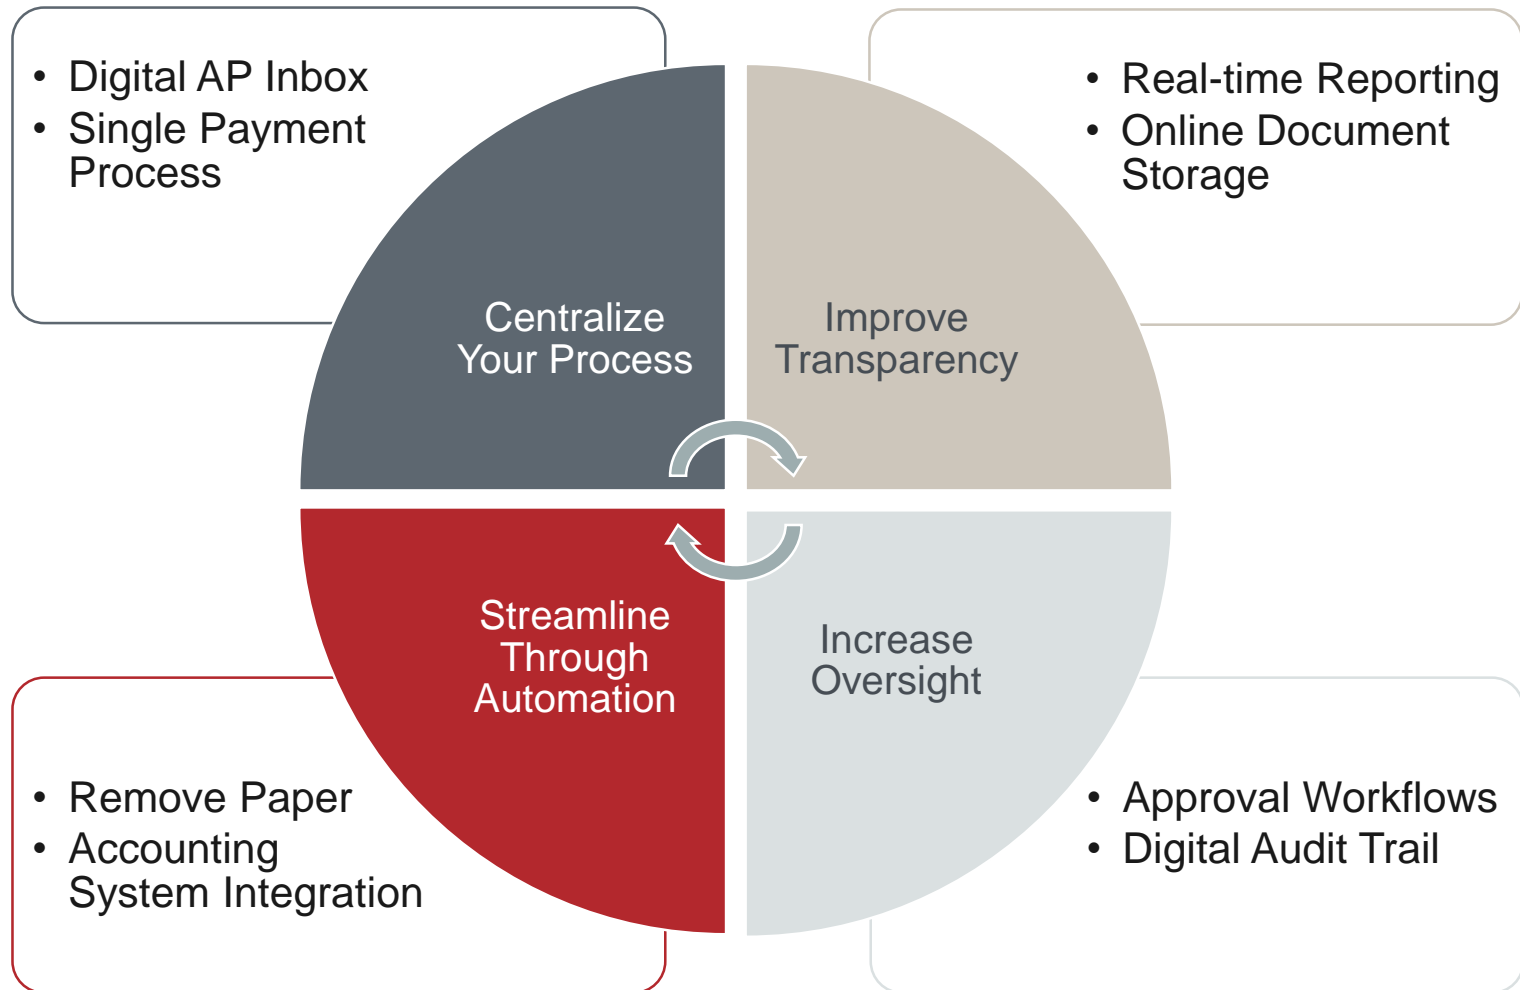 • Digital AP Inbox
• Single Payment
Process
• Real-time Reporting
• Online Document
Storage
Centralize
Your Process
Improve
Transparency
Streamline
Through
Automation
Increase
Oversight
• Remove Paper
• Accounting
System Integration
• Approval Workflows
• Digital Audit Trail